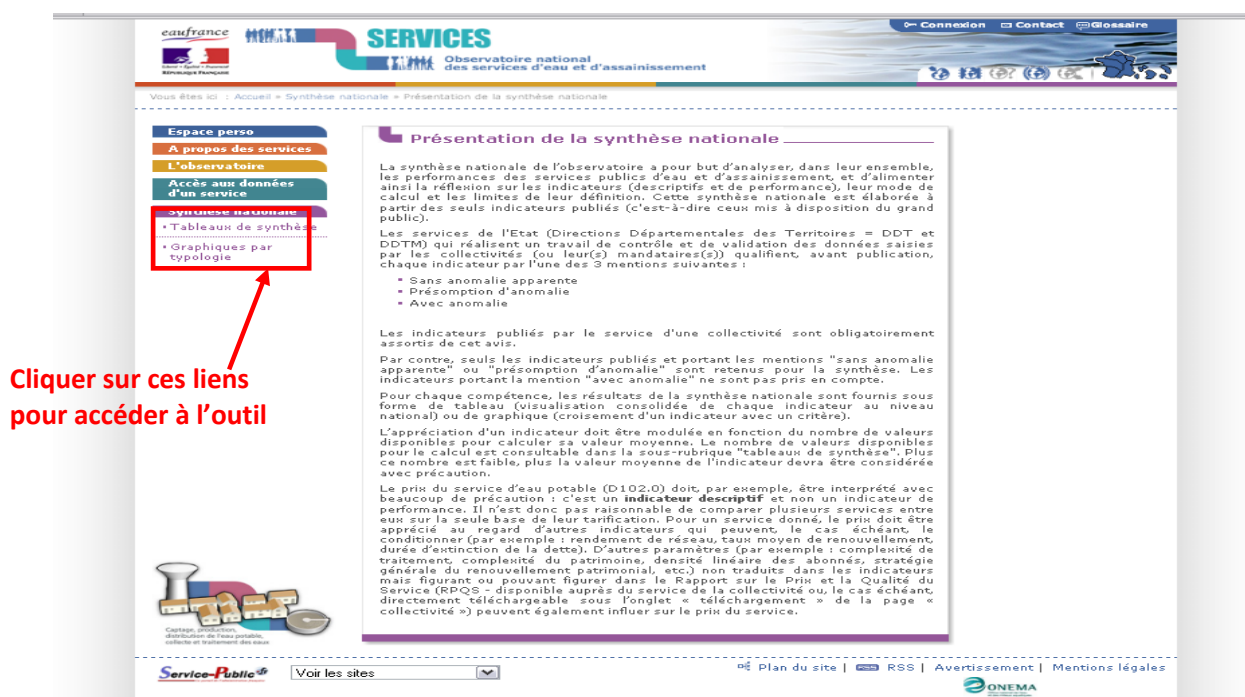 Connexion Contact Glossaire
eaufrance
SERVICES
Observatoire national
des services d'eau et d'assainissement
Liberté • Égalité • Fraternité
RÉPUBLIQUE FRANÇAISE
Vous êtes ici : Accueil » Synthèse nationale » Présentation de la synthèse nationale
Espace perso
A propos des services
L'observatoire
Accès aux données
d'un service
Synthèse nationale
Tableaux de synthèse
Graphiques par
typologie
Cliquer sur ces liens
pour accéder à l'outil
Présentation de la synthèse nationale
La synthèse nationale de l'observatoire a pour but d'analyser, dans leur ensemble,
les performances des services publics d'eau et d'assainissement, et d'alimenter
ainsi la réflexion sur les indicateurs (descriptifs et de performance), leur mode de
calcul et les limites de leur définition. Cette synthèse nationale est élaborée à
partir des seuls indicateurs publiés (c'est-à-dire ceux mis à disposition du grand
public).
Les services de l'Etat (Directions Départementales des Territoires = DDT et
DDTM) qui réalisent un travail de contrôle et de validation des données saisies
par les collectivités (ou leur(s) mandataires(s)) qualifient, avant publication,
chaque indicateur par l'une des 3 mentions suivantes :
Sans anomalie apparente
Présomption d'anomalie
Avec anomalie
Les indicateurs publiés par le service d'une collectivité sont obligatoirement
assortis de cet avis.
Par contre, seuls les indicateurs publiés et portant les mentions "sans anomalie
apparente" ou "présomption d'anomalie" sont retenus pour la synthèse. Les
indicateurs portant la mention "avec anomalie" ne sont pas pris en compte.
Pour chaque compétence, les résultats de la synthèse nationale sont fournis sous
forme de tableau (visualisation consolidée de chaque indicateur au niveau
national) ou de graphique (croisement d'un indicateur avec un critère).
L'appréciation d'un indicateur doit être modulée en fonction du nombre de valeurs
disponibles pour calculer sa valeur moyenne. Le nombre de valeurs disponibles
pour le calcul est consultable dans la sous-rubrique "tableaux de synthèse". Plus
ce nombre est faible, plus la valeur moyenne de l'indicateur devra être considérée
avec précaution.
Le prix du service d'eau potable (D102.0) doit, par exemple, être interprété avec
beaucoup de précaution : c'est un indicateur descriptif et non un indicateur de
performance. Il n'est donc pas raisonnable de comparer plusieurs services entre
eux sur la seule base de leur tarification. Pour un service donné, le prix doit être
apprécié au regard d'autres indicateurs qui peuvent, le cas échéant, le
conditionner (par exemple : rendement de réseau, taux moyen de renouvellement,
durée d'extinction de la dette). D'autres paramètres (par exemple : complexité de
traitement, complexité du patrimoine, densité linéaire des abonnés, stratégie
générale du renouvellement patrimonial, etc.) non traduits dans les indicateurs
mais figurant ou pouvant figurer dans le Rapport sur le Prix et la Qualité du
Service (RPQS - disponible auprès du service de la collectivité ou, le cas échéant,
directement téléchargeable sous l'onglet « téléchargement » de la page «
collectivité ») peuvent également influer sur le prix du service.
Captage, production,
distribution de l'eau potable,
collecte et traitement des eaux
Service-Public
Voir les sites
Plan du site | RSS RSS | Avertissement | Mentions légales
ONEMA